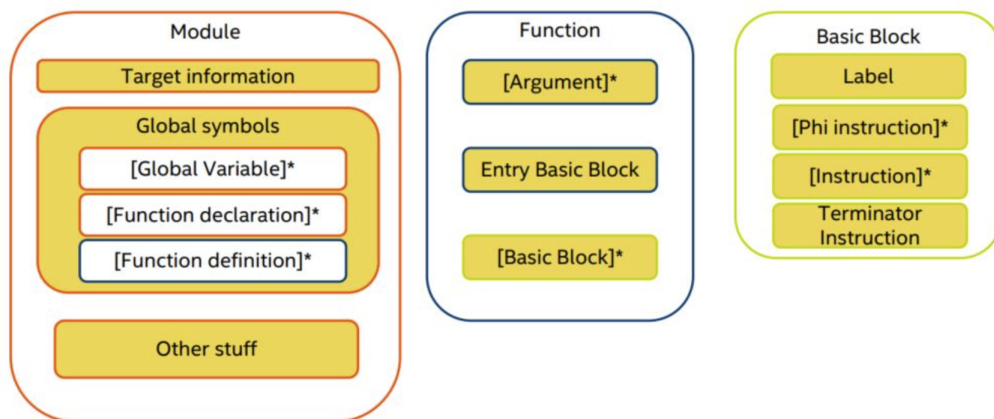 Module
Target information
Global symbols
[Global Variable]*
[Function declaration]*
[Function definition]*
Other stuff
Function
[Argument]*
Entry Basic Block
[Basic Block]*
Basic Block
Label
[Phi instruction]*
[Instruction]*
Terminator
Instruction